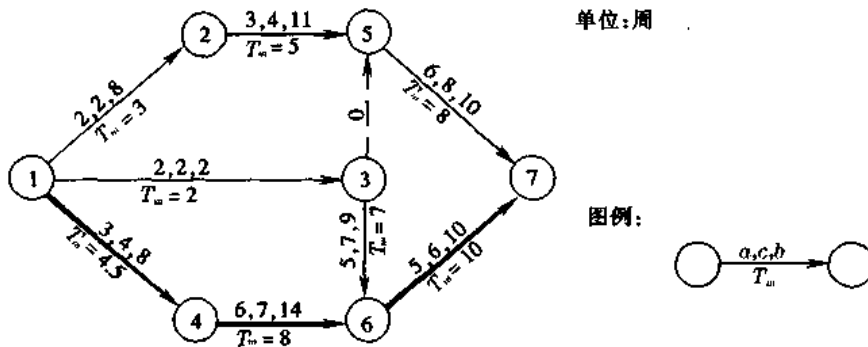 单位:周
2
3,4,11
Tm=5
5
2,2,8
Tm=3
6,8,10
Tm=8
0
1
2,2,2
Tm=2
3
7
3,4,8
Tm=4.5
5,7,9
Tm=7
5,6,10
Tm=10
图例:
a,c,b
Tm
4
6,7,14
Tm=8
6